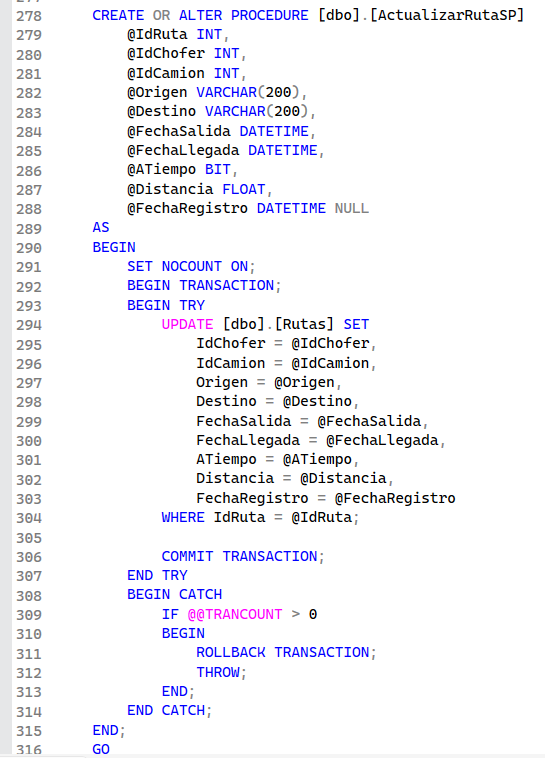 278 CREATE OR ALTER PROCEDURE [dbo].[ActualizarRutaSP]
279 @IdRuta INT,
280 @IdChofer INT,
281 @IdCamion INT,
282 @Origen VARCHAR(200),
283 @Destino VARCHAR(200),
284 @FechaSalida DATETIME,
285 @FechaLlegada DATETIME,
286 @ATiempo BIT,
287 @Distancia FLOAT,
288 @FechaRegistro DATETIME NULL
289 AS
290 BEGIN
291 SET NOCOUNT ON;
292 BEGIN TRANSACTION;
293 BEGIN TRY
294 UPDATE [dbo].[Rutas] SET
295 IdChofer = @IdChofer,
296 IdCamion = @IdCamion,
297 Origen = @Origen,
298 Destino = @Destino,
299 FechaSalida = @FechaSalida,
300 FechaLlegada = @FechaLlegada,
301 ATiempo = @ATiempo,
302 Distancia = @Distancia,
303 FechaRegistro = @FechaRegistro
304 WHERE IdRuta = @IdRuta;
305
306 COMMIT TRANSACTION;
307 END TRY
308 BEGIN CATCH
309 IF @@TRANCOUNT > 0
310 BEGIN
311 ROLLBACK TRANSACTION;
312 THROW;
313 END;
314 END CATCH;
315 END;
316 GO